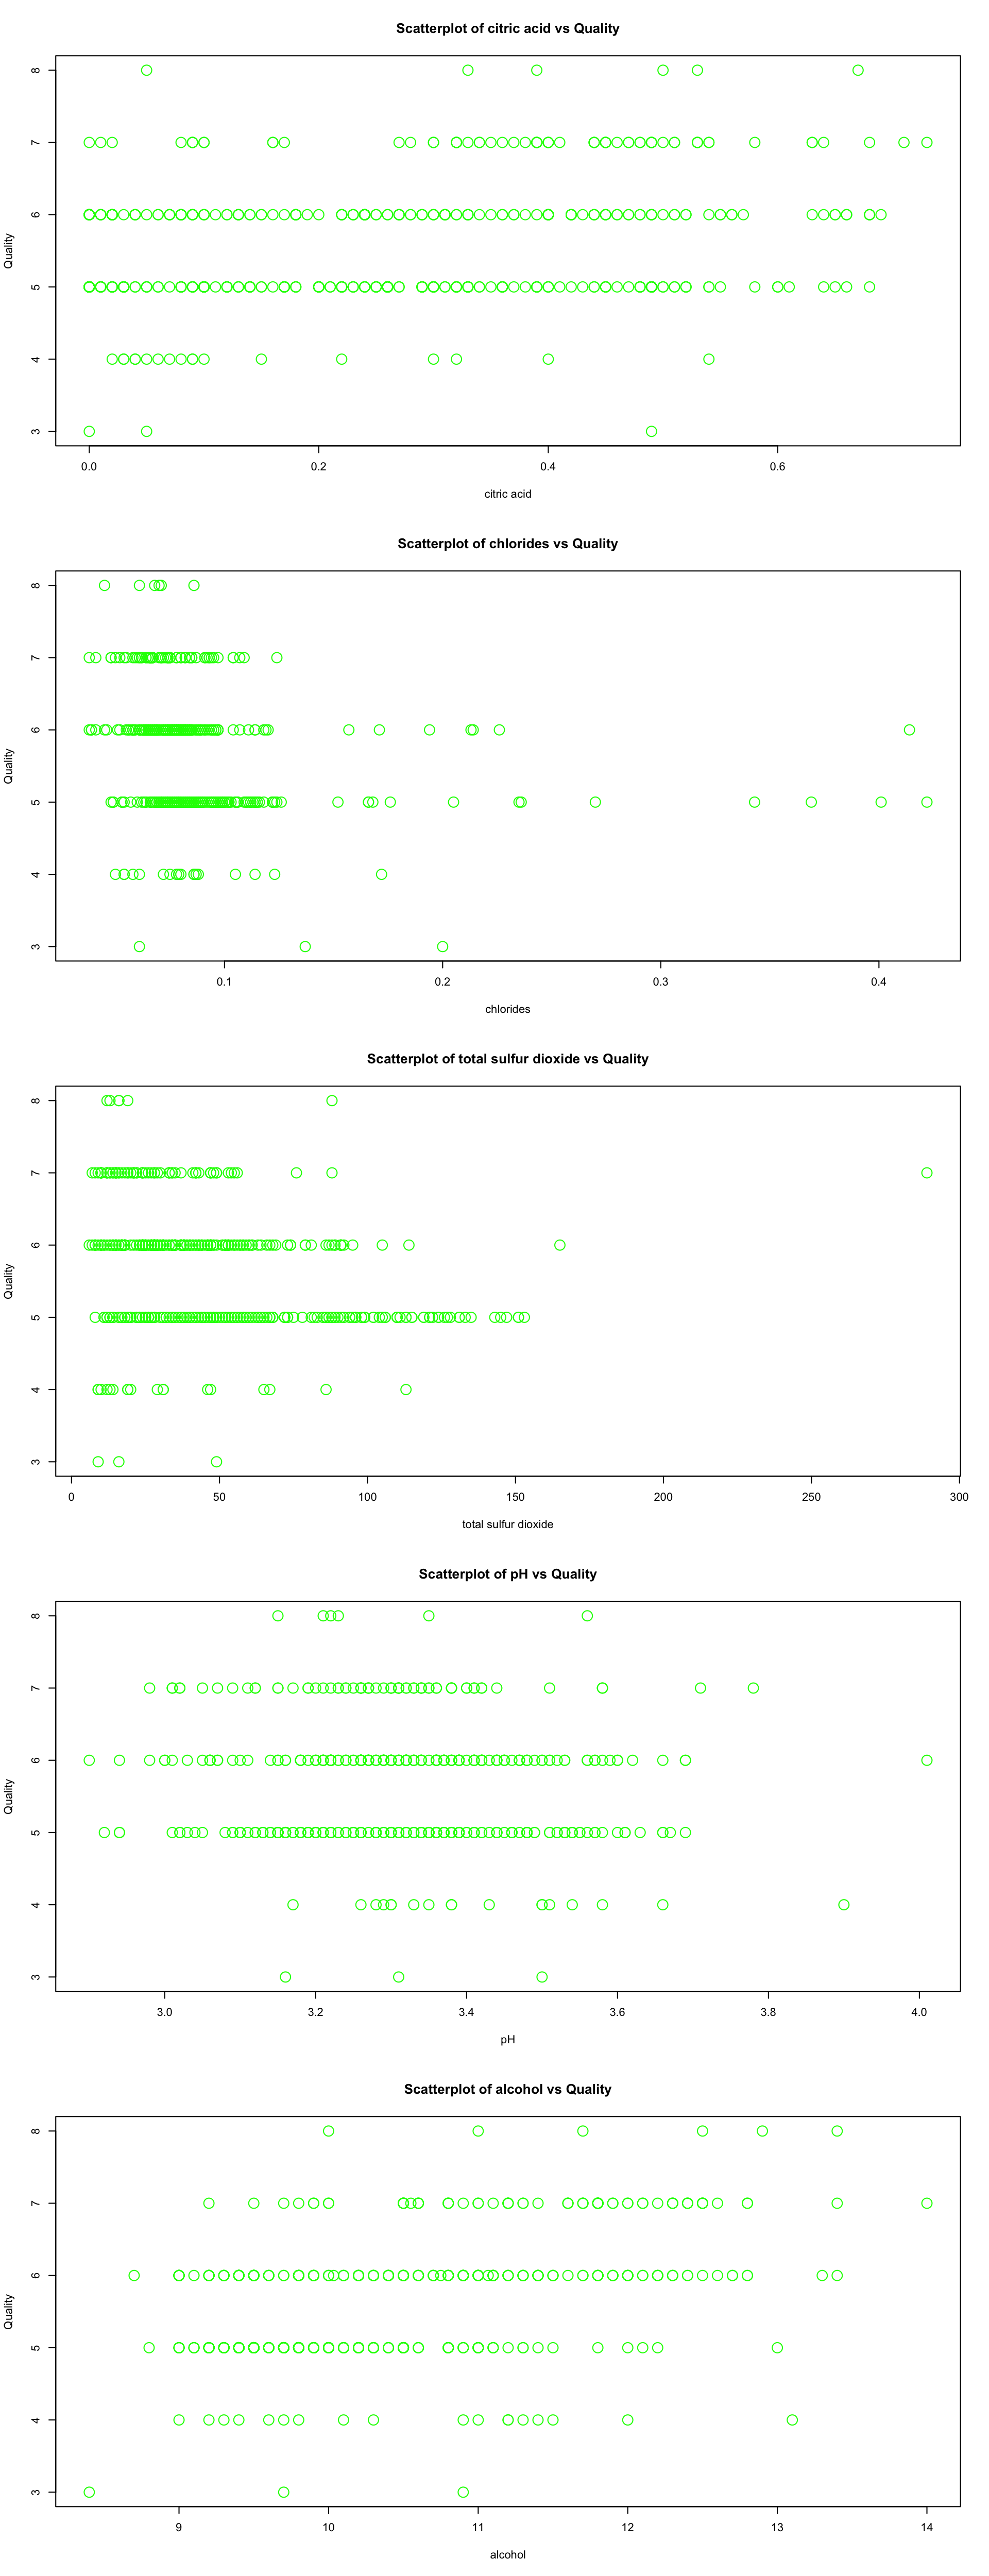 Scatterplot of citric acid vs Quality
8
7
6
5
4
3
Quality
0.0 0.2 0.4 0.6
citric acid
Scatterplot of chlorides vs Quality
8
7
6
5
4
3
Quality
0.1 0.2 0.3 0.4
chlorides
Scatterplot of total sulfur dioxide vs Quality
8
7
6
5
4
3
Quality
0 50 100 150 200 250 300
total sulfur dioxide
Scatterplot of pH vs Quality
8
7
6
5
4
3
Quality
3.0 3.2 3.4 3.6 3.8 4.0
pH
Scatterplot of alcohol vs Quality
8
7
6
5
4
3
Quality
9 10 11 12 13 14
alcohol